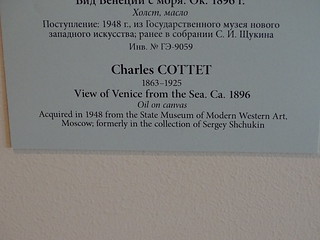 Вид Венеции с моря. Ок. 1896 г.
Холст, масло
Поступление: 1948 г., из Государственного музея нового
западного искусства; ранее в собрании С. И. Щукина
Инв. № ГЭ-9059
Charles COTTET
1863–1925
View of Venice from the Sea. Ca. 1896
Oil on canvas
Acquired in 1948 from the State Museum of Modern Western Art,
Moscow; formerly in the collection of Sergey Shchukin